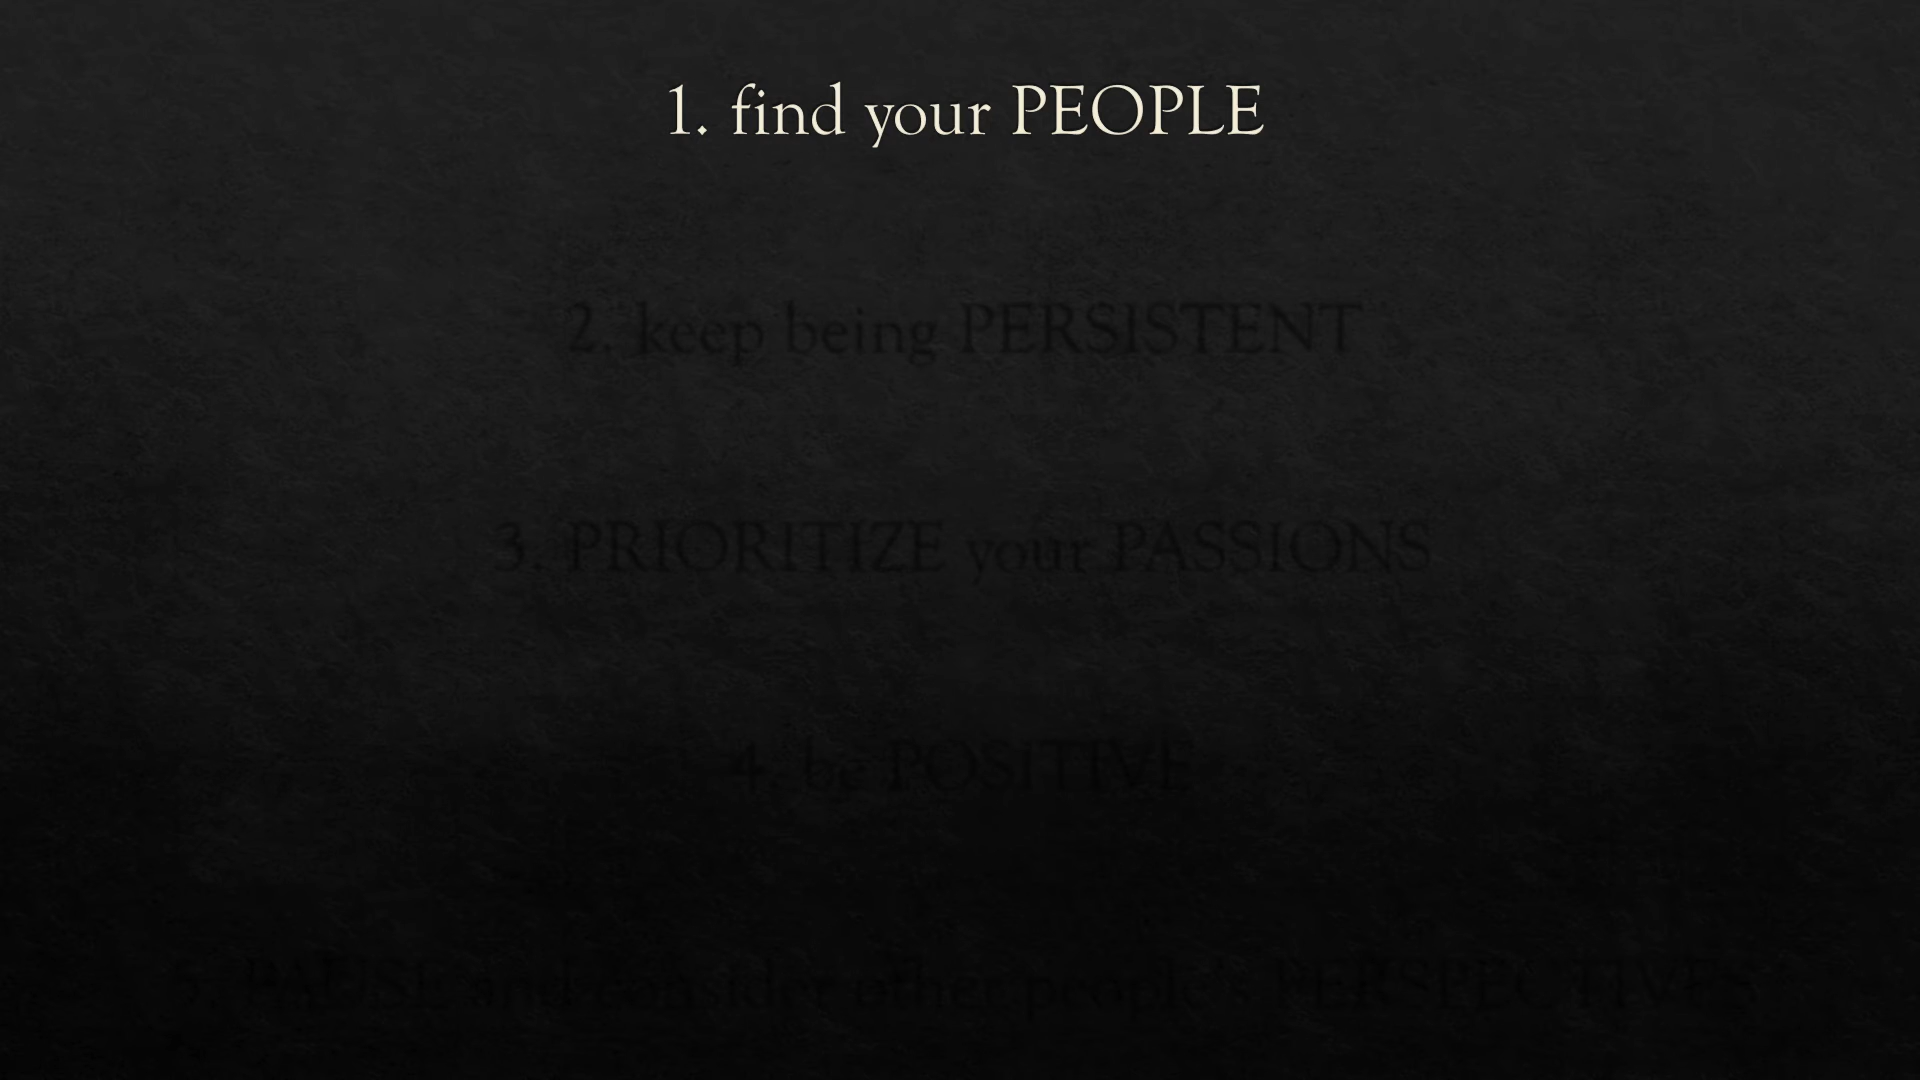 1. find your PEOPLE
2. keep being PERSISTENT
3. PRIORITIZE your PASSIONS
4. be POSITIVE
5. PAUSE and consider other people's PERSPECTIVES